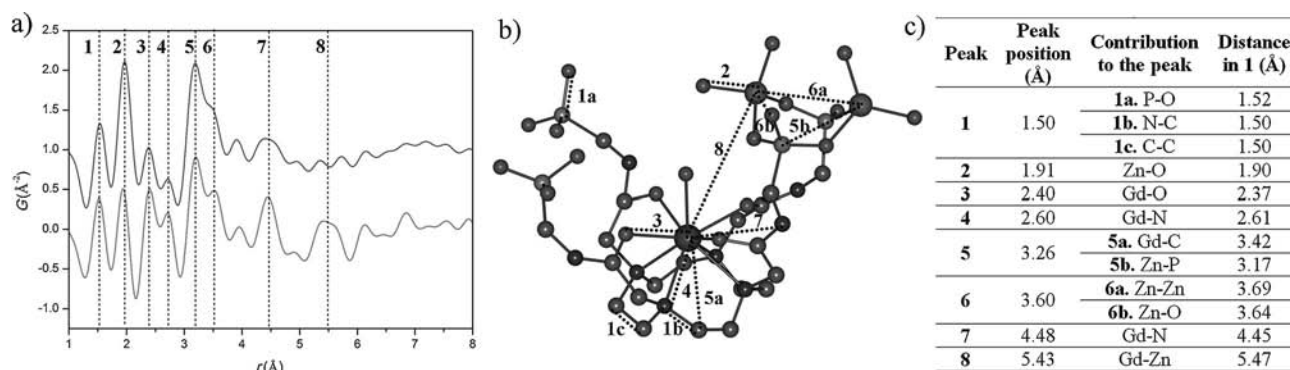 a)
1 2 3 4 5 6 7 8
G(Å⁻²)
2.5
2.0
1.5
1.0
0.5
0.0
-0.5
-1.0
1 2 3 4 5 6 7 8
r(Å)
b)
1a
2
6a
6b
5b
8
3
7
4
5a
1c
1b
c)
Peak Peak position (Å) Contribution to the peak Distance in 1 (Å)
1 1.50 1a. P-O 1.52
1b. N-C 1.50
1c. C-C 1.50
2 1.91 Zn-O 1.90
3 2.40 Gd-O 2.37
4 2.60 Gd-N 2.61
5 3.26 5a. Gd-C 3.42
5b. Zn-P 3.17
6 3.60 6a. Zn-Zn 3.69
6b. Zn-O 3.64
7 4.48 Gd-N 4.45
8 5.43 Gd-Zn 5.47